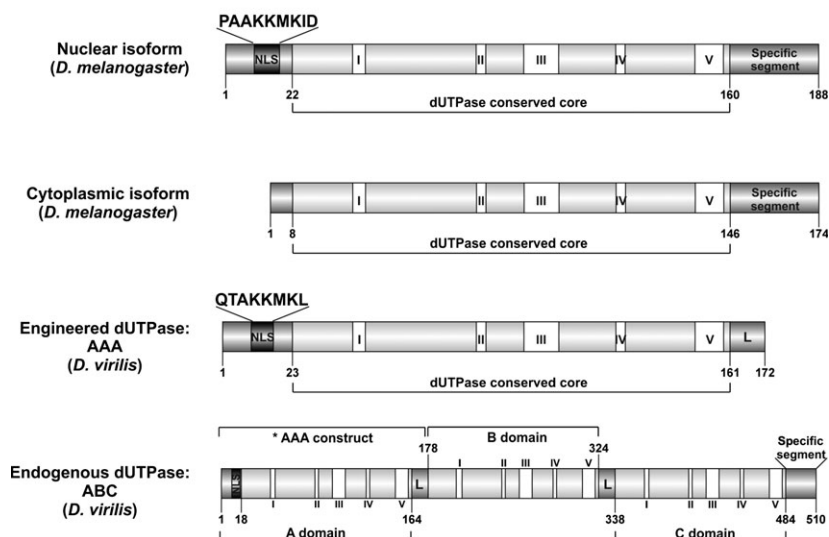 PAAKKMKID
Nuclear isoform
(D. melanogaster)
NLS I II III IV V Specific
segment
1 22 160 188
dUTPase conserved core
Cytoplasmic isoform
(D. melanogaster)
I II III IV V Specific
segment
1 8 146 174
dUTPase conserved core
QTAKKMKL
Engineered dUTPase:
AAA
(D. virilis)
NLS I II III IV V L
1 23 161 172
dUTPase conserved core
* AAA construct B domain Specific
segment
178 324
Endogenous dUTPase:
ABC
(D. virilis)
I II III IV V
NLS L L
I II III IV V I II III IV V
1 18 164 338 484 510
A domain C domain